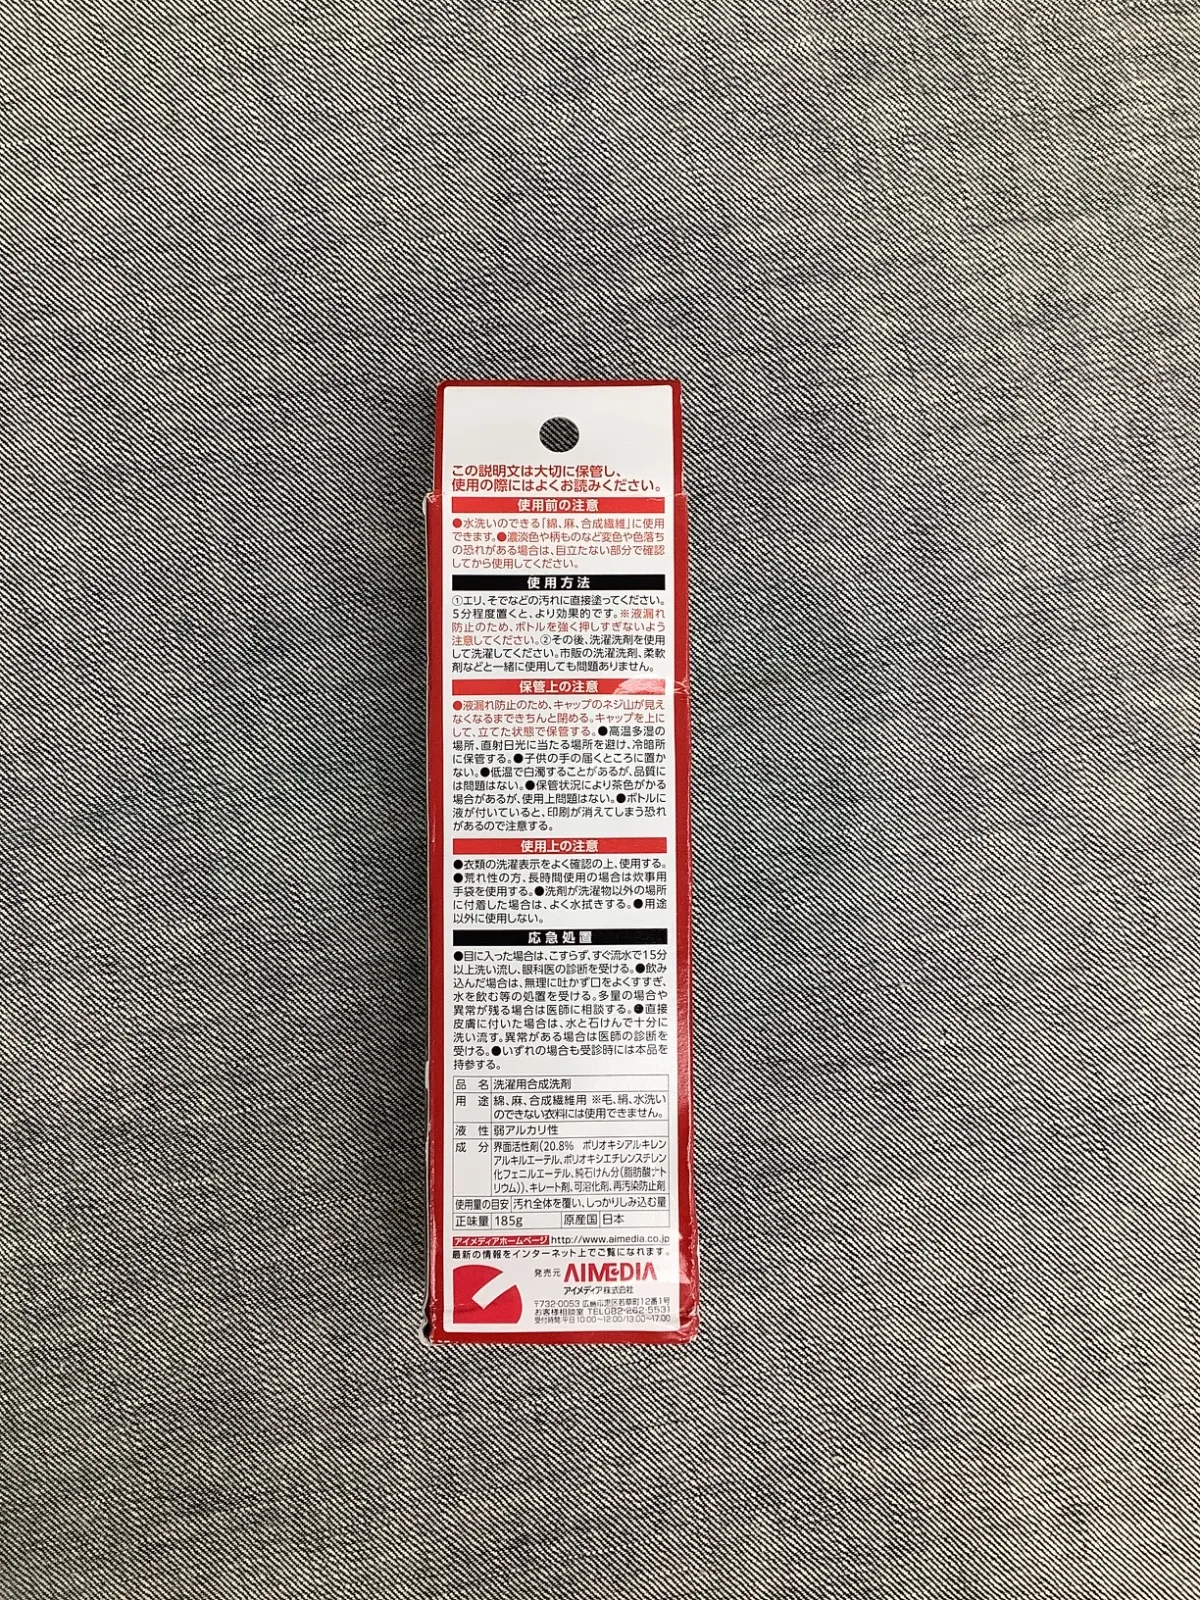 この説明文は大切に保管し、
使用の際にはよくお読みください。
使用前の注意
●水洗いのできる「綿、麻、合成繊維」に使用
できます。●濃淡色や柄ものなど変色や色落ち
の恐れがある場合は、目立たない部分で確認
してから使用してください。
使用方法
①エリ、そでなどの汚れに直接塗ってください。
5分程度置くと、より効果的です。※液漏れ
防止のため、ボトルを強く押しすぎないよう
注意してください。②その後、洗濯洗剤を使用
して洗濯してください。市販の洗濯洗剤、柔軟
剤などと一緒に使用しても問題ありません。
保管上の注意
●液漏れ防止のため、キャップのネジ山が見え
なくなるまできちんと閉める。キャップを上に
して、立てた状態で保管する。●高温多湿の
場所、直射日光に当たる場所を避け、冷暗所
に保管する。●子供の手の届くところに置か
ない。●低温で白濁することがあるが、品質に
は問題はない。●保管状況により茶色がかる
場合があるが、使用上問題はない。●ボトルに
液が付いていると、印刷が消えてしまう恐れ
があるので注意する。
使用上の注意
●衣類の洗濯表示をよく確認の上、使用する。
●荒れ性の方、長時間使用の場合は炊事用
手袋を使用する。●洗剤が洗濯物以外の場所
に付着した場合は、よく水拭きする。●用途
以外に使用しない。
応急処置
●目に入った場合は、こすらず、すぐ流水で15分
以上洗い流し、眼科医の診断を受ける。●飲み
込んだ場合は、無理に吐かず口をよくすすぎ、
水を飲む等の処置を受ける。多量の場合や
異常が残る場合は医師に相談する。●直接
皮膚に付いた場合は、水と石けんで十分に
洗い流す。異常がある場合は医師の診断を
受ける。●いずれの場合も受診時には本品を
持参する。
品 名 洗濯用合成洗剤
用 途 綿、麻、合成繊維用 ※毛、絹、水洗い
のできない衣料には使用できません。
液 性 弱アルカリ性
成 分 界面活性剤(20.8% ポリオキシアルキレン
アルキルエーテル、ポリオキシエチレンスチレン
化フェニルエーテル、純石けん分(脂肪酸ナト
リウム))、キレート剤、可溶化剤、再汚染防止剤
使用量の目安 汚れ全体を覆い、しっかりしみ込む量
正味量 185g 原産国 日本
アイメディアホームページ http://www.aimedia.co.jp
最新の情報をインターネット上でご覧になれます。
発売元 AIMEDIA
アイメディア株式会社
〒732-0053 広島市東区若草町12番1号
お客様相談室 TEL082-262-5531
受付時間 平日10:00～12:00/13:00～17:00